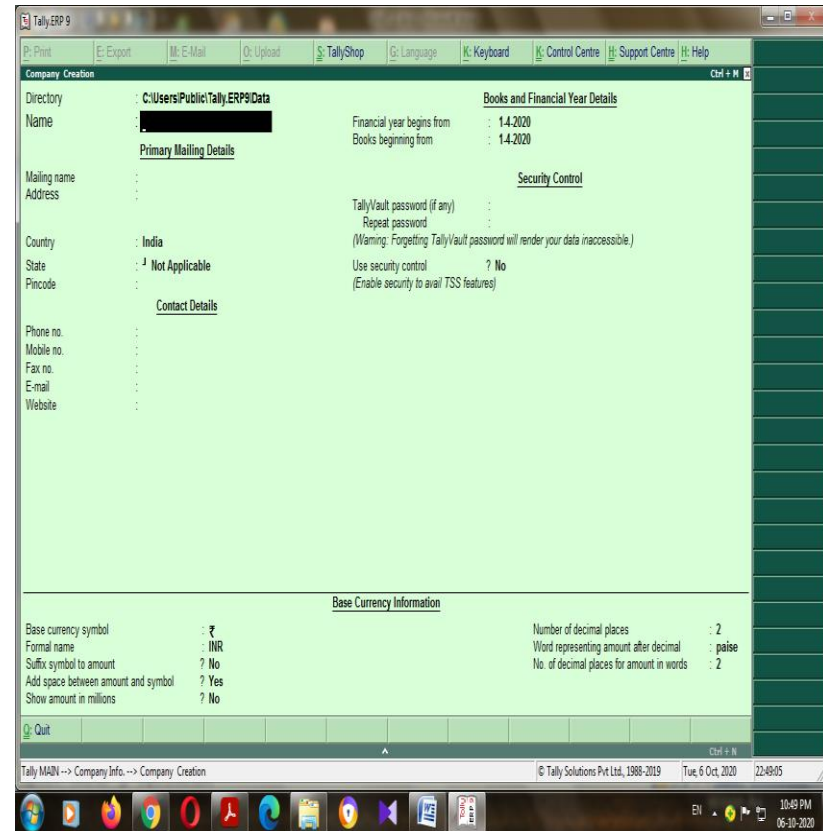 Tally.ERP 9
P: Print E: Export M: E-Mail O: Upload S: TallyShop G: Language K: Keyboard K: Control Centre H: Support Centre H: Help
Company Creation Ctrl + M
Directory : C:\Users\Public\Tally.ERP9\Data Books and Financial Year Details
Name : Financial year begins from : 1-4-2020
Books beginning from : 1-4-2020
Primary Mailing Details
Mailing name : Security Control
Address :
TallyVault password (if any) :
Repeat password :
Country : India (Warning: Forgetting TallyVault password will render your data inaccessible.)
State : Not Applicable Use security control ? No
Pincode : (Enable security to avail TSS features)
Contact Details
Phone no. :
Mobile no. :
Fax no. :
E-mail :
Website :
Base Currency Information
Base currency symbol : ₹ Number of decimal places : 2
Formal name : INR Word representing amount after decimal : paise
Suffix symbol to amount ? No No. of decimal places for amount in words : 2
Add space between amount and symbol ? Yes
Show amount in millions ? No
Q: Quit
Ctrl + N
Tally MAIN --> Company Info. --> Company Creation © Tally Solutions Pvt Ltd., 1988-2019 Tue, 6 Oct, 2020 22:49:05
EN 10:49 PM
06-10-2020